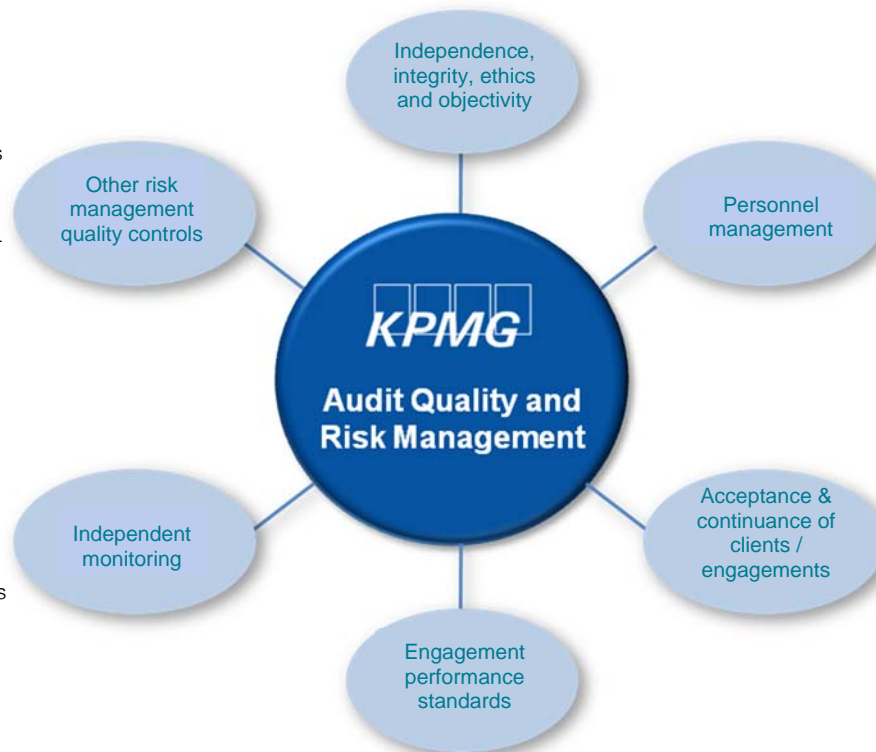 Independence,
integrity, ethics
and objectivity
Other risk
management
quality controls
Personnel
management
KPMG
Audit Quality and
Risk Management
Independent
monitoring
Acceptance &
continuance of
clients /
engagements
Engagement
performance
standards